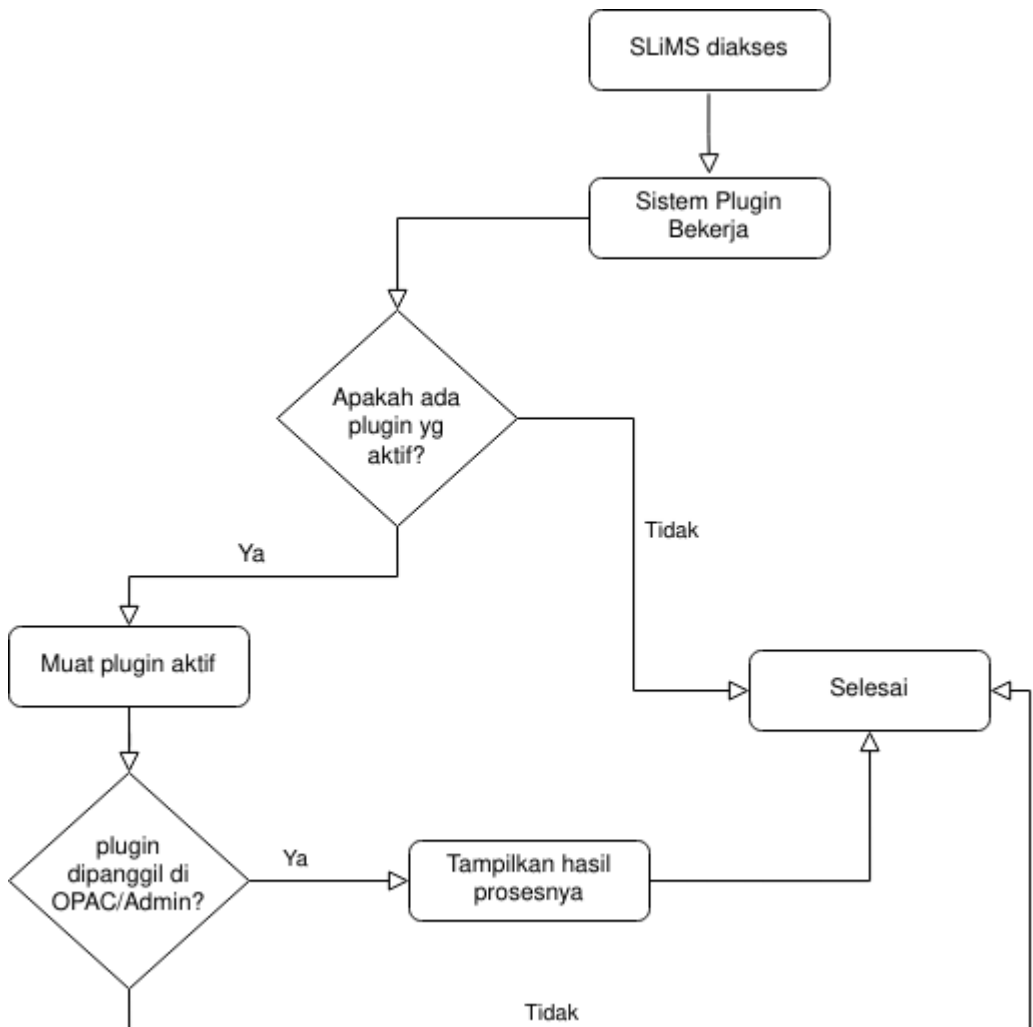 SLiMS diakses
Sistem Plugin
Bekerja
Apakah ada
plugin yg
aktif?
Tidak
Ya
Muat plugin aktif
Selesai
plugin
dipanggil di
OPAC/Admin?
Ya
Tampilkan hasil
prosesnya
Tidak